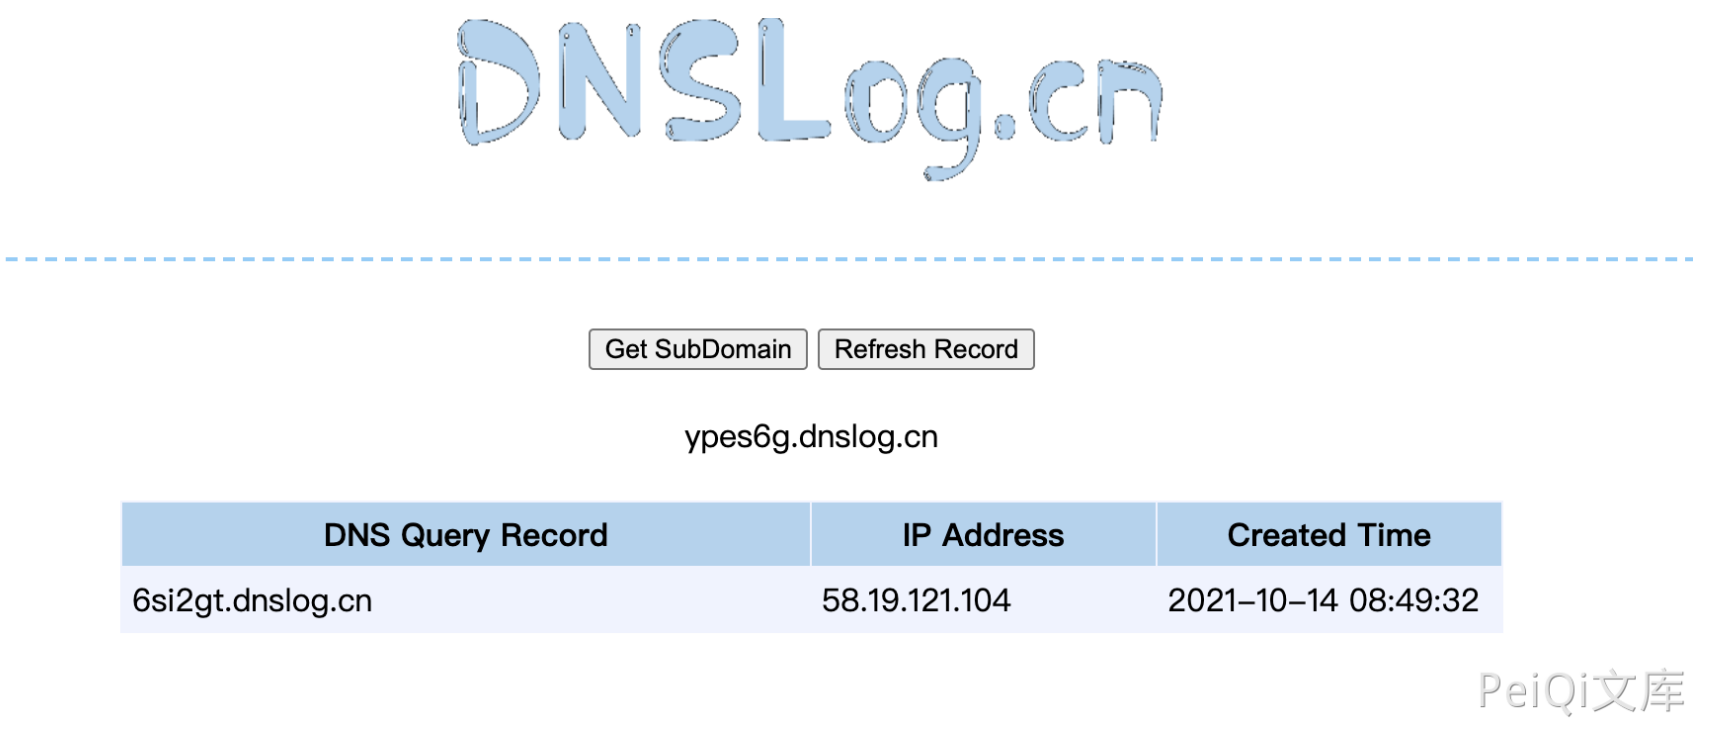 DNSLog.cn
Get SubDomain Refresh Record
ypes6g.dnslog.cn
DNS Query Record IP Address Created Time
6si2gt.dnslog.cn 58.19.121.104 2021-10-14 08:49:32
PeiQi文库